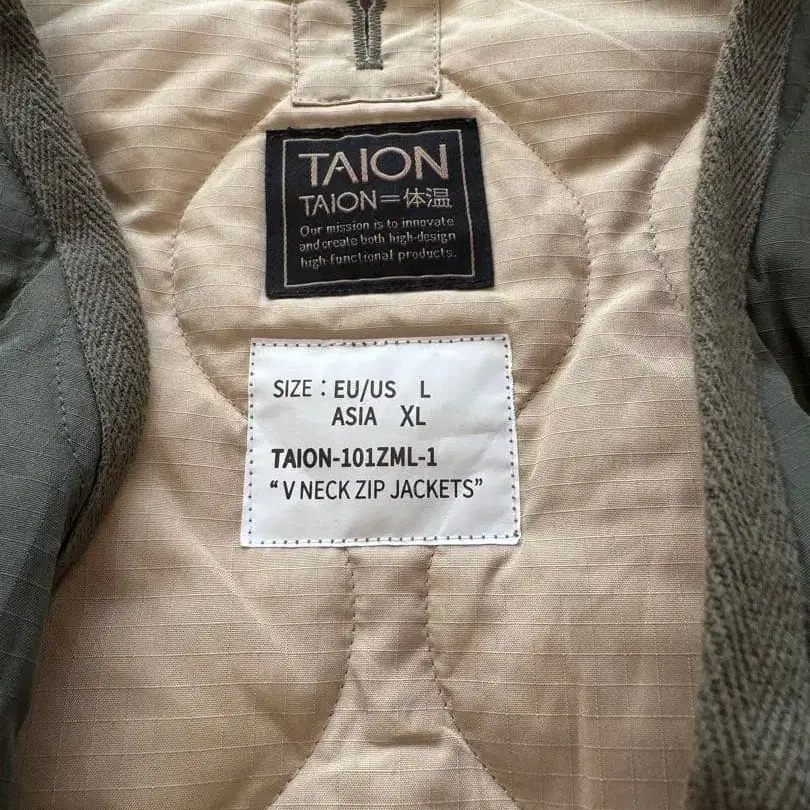 TAION
TAION=体温
Our mission is to innovate
and create both high-design
high-functional products.
SIZE : EU/US L
ASIA XL
TAION-101ZML-1
“V NECK ZIP JACKETS”